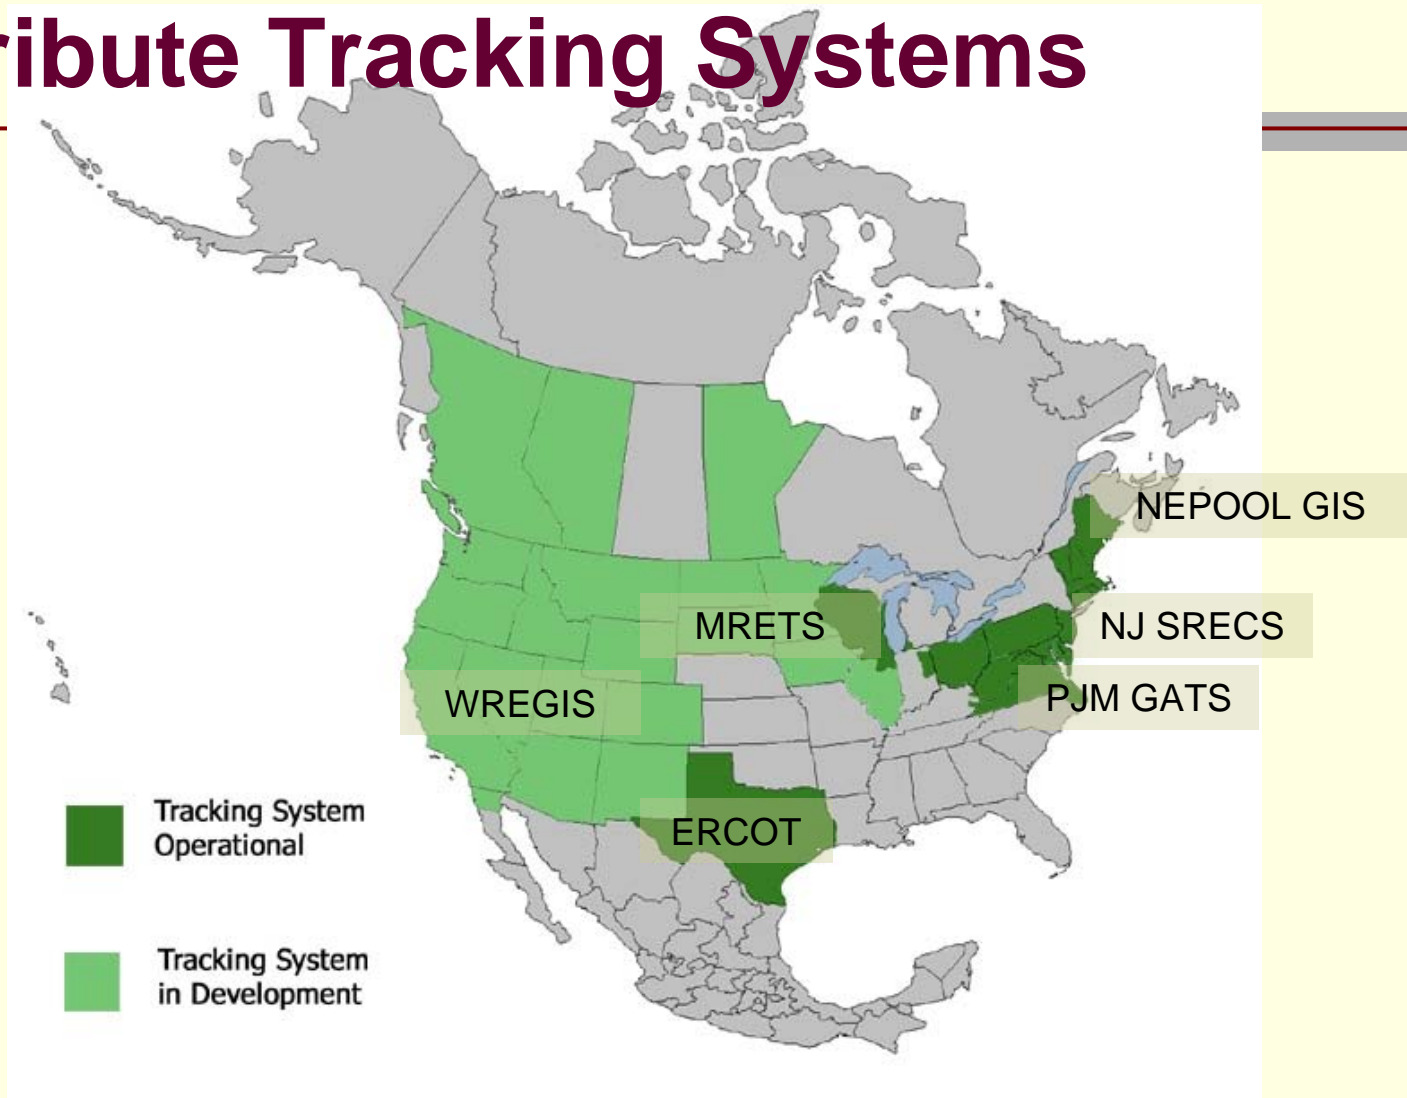 ribute Tracking Systems
NEPOOL GIS
MRETS
NJ SRECS
WREGIS
PJM GATS
ERCOT
Tracking System
Operational
Tracking System
in Development